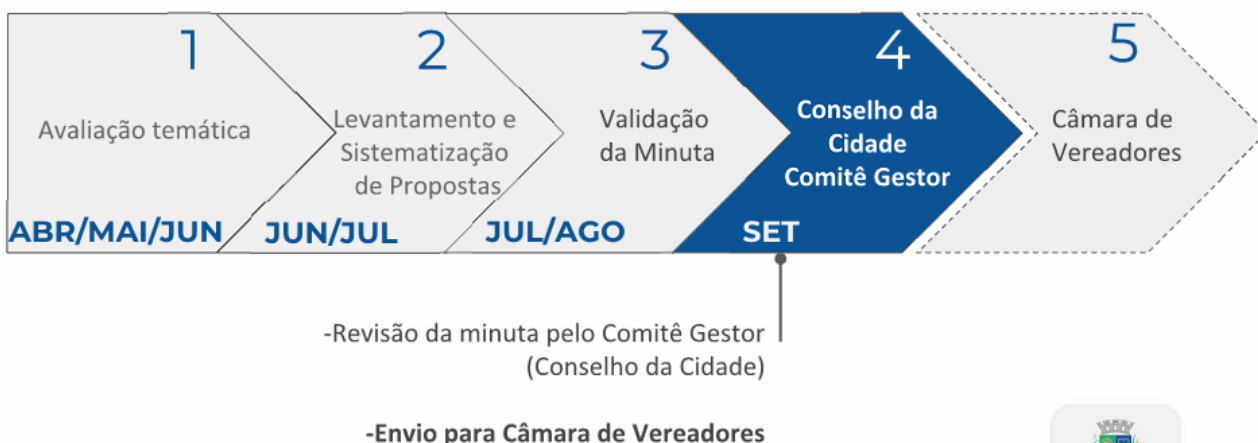 1
Avaliação temática
ABR/MAI/JUN
2
Levantamento e
Sistematização
de Propostas
JUN/JUL
3
Validação
da Minuta
JUL/AGO
4
Conselho da
Cidade
Comitê Gestor
SET
5
Câmara de
Vereadores
-Revisão da minuta pelo Comitê Gestor
(Conselho da Cidade)
-Envio para Câmara de Vereadores